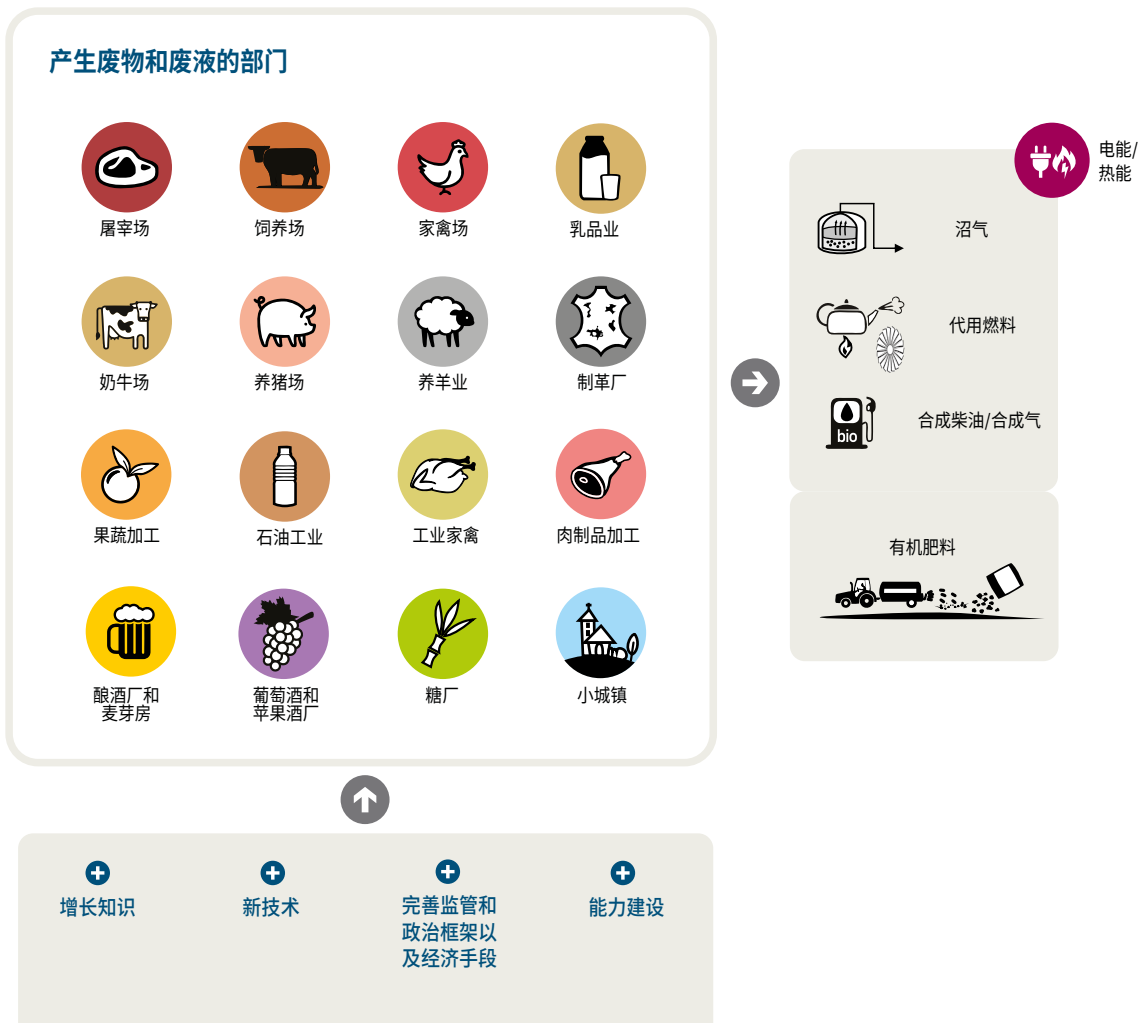 产生废物和废液的部门
屠宰场
饲养场
家禽场
乳品业
奶牛场
养猪场
养羊业
制革厂
果蔬加工
石油工业
工业家禽
肉制品加工
酿酒厂和
麦芽房
葡萄酒和
苹果酒厂
糖厂
小城镇
电能/
热能
沼气
代用燃料
bio
合成柴油/合成气
有机肥料
增长知识
新技术
完善监管和
政治框架以
及经济手段
能力建设